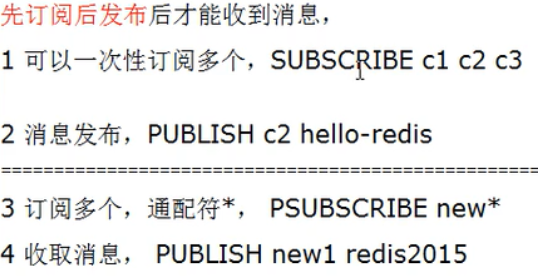 先订阅后发布后才能收到消息，
1 可以一次性订阅多个，SUBSCRIBE c1 c2 c3
2 消息发布，PUBLISH c2 hello-redis
========================================================
3 订阅多个，通配符*， PSUBSCRIBE new*
4 收取消息， PUBLISH new1 redis2015